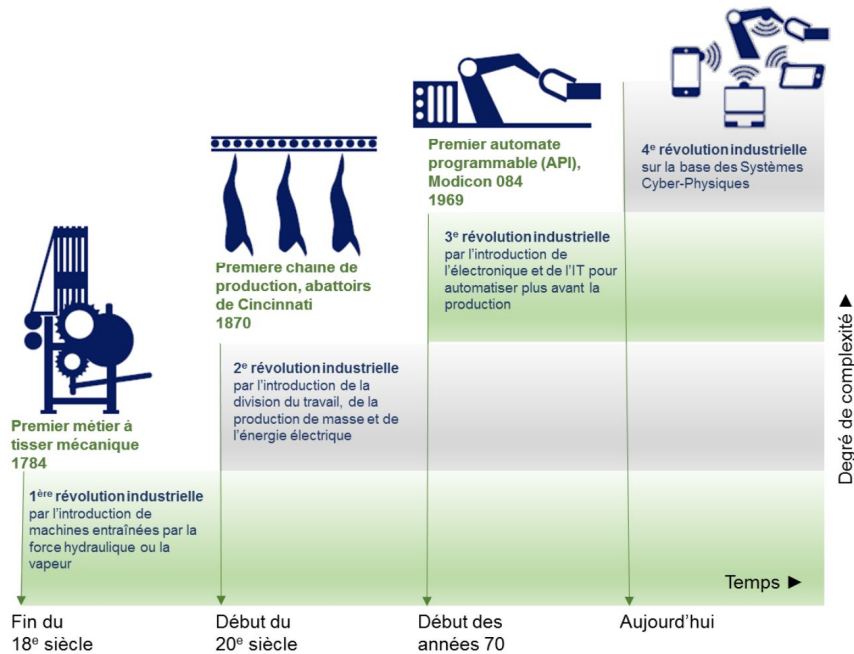 Premier automate
programmable (API),
Modicon 084
1969
4e révolution industrielle
sur la base des Systèmes
Cyber-Physiques
Première chaîne de
production, abattoirs
de Cincinnati
1870
3e révolution industrielle
par l’introduction de
l’électronique et de l’IT pour
automatiser plus avant la
production
Premier métier à
tisser mécanique
1784
2e révolution industrielle
par l’introduction de la
division du travail, de la
production de masse et de
l’énergie électrique
1ère révolution industrielle
par l’introduction de
machines entraînées par la
force hydraulique ou la
vapeur
Degré de complexité ►
Temps ►
Fin du
18e siècle
Début du
20e siècle
Début des
années 70
Aujourd’hui